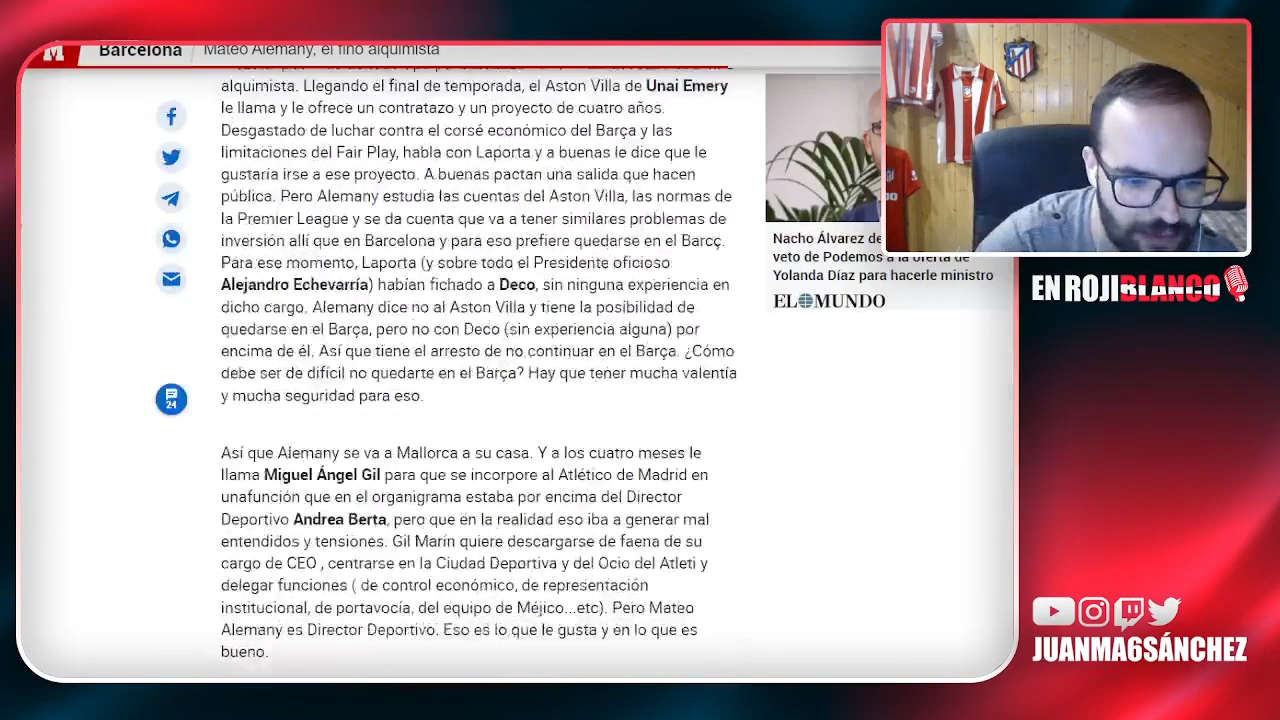 M Barcelona Mateo Alemany, el fino alquimista
alquimista. Llegando el final de temporada, el Aston Villa de Unai Emery
le llama y le ofrece un contratazo y un proyecto de cuatro años.
Desgastado de luchar contra el corsé económico del Barça y las
limitaciones del Fair Play, habla con Laporta y a buenas le dice que le
gustaría irse a ese proyecto. A buenas pactan una salida que hacen
pública. Pero Alemany estudia las cuentas del Aston Villa, las normas de
la Premier League y se da cuenta que va a tener similares problemas de
inversión allí que en Barcelona y para eso prefiere quedarse en el Barcç.
Para ese momento, Laporta (y sobre todo el Presidente oficioso
Alejandro Echevarría) habían fichado a Deco, sin ninguna experiencia en
dicho cargo. Alemany dice no al Aston Villa y tiene la posibilidad de
quedarse en el Barça, pero no con Deco (sin experiencia alguna) por
encima de él. Así que tiene el arresto de no continuar en el Barça. ¿Cómo
debe ser de difícil no quedarte en el Barça? Hay que tener mucha valentía
y mucha seguridad para eso.
24
Así que Alemany se va a Mallorca a su casa. Y a los cuatro meses le
llama Miguel Ángel Gil para que se incorpore al Atlético de Madrid en
unafunción que en el organigrama estaba por encima del Director
Deportivo Andrea Berta, pero que en la realidad eso iba a generar mal
entendidos y tensiones. Gil Marín quiere descargarse de faena de su
cargo de CEO , centrarse en la Ciudad Deportiva y del Ocio del Atleti y
delegar funciones ( de control económico, de representación
institucional, de portavocía, del equipo de Méjico...etc). Pero Mateo
Alemany es Director Deportivo. Eso es lo que le gusta y en lo que es
bueno.
Nacho Álvarez de
veto de Podemos a la oferta de
Yolanda Díaz para hacerle ministro
EL MUNDO
EN ROJIBLANCO
JUANMA6SÁNCHEZ